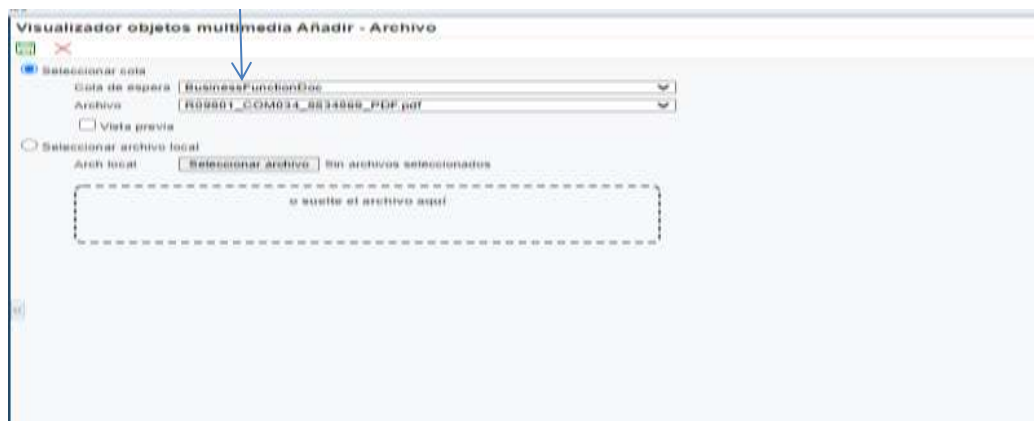 Visualizador objetos multimedia Añadir - Archivo
Seleccionar cola
Cola de espera BusinessFunctionDoc
Archivo R09801_COM034_8834969_PDF.pdf
Vista previa
Seleccionar archivo local
Arch local Seleccionar archivo Sin archivos seleccionados
o suelte el archivo aquí